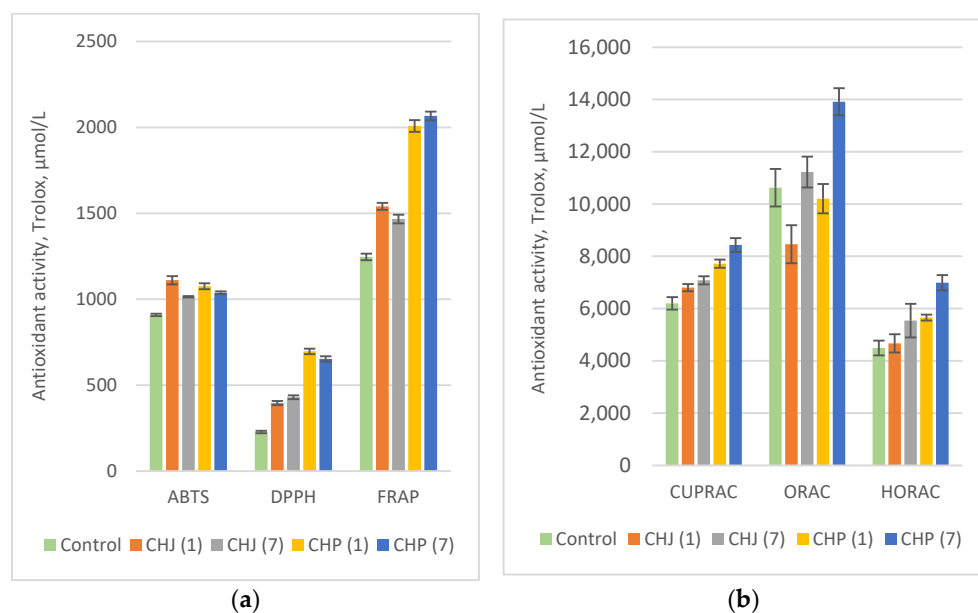 Antioxidant activity, Trolox, µmol/L
2500
2000
1500
1000
500
0
ABTS DPPH FRAP
Control CHJ (1) CHJ (7) CHP (1) CHP (7)
(a)
Antioxidant activity, Trolox, µmol/L
16,000
14,000
12,000
10,000
8,000
6,000
4,000
2,000
0
CUPRAC ORAC HORAC
Control CHJ (1) CHJ (7) CHP (1) CHP (7)
(b)